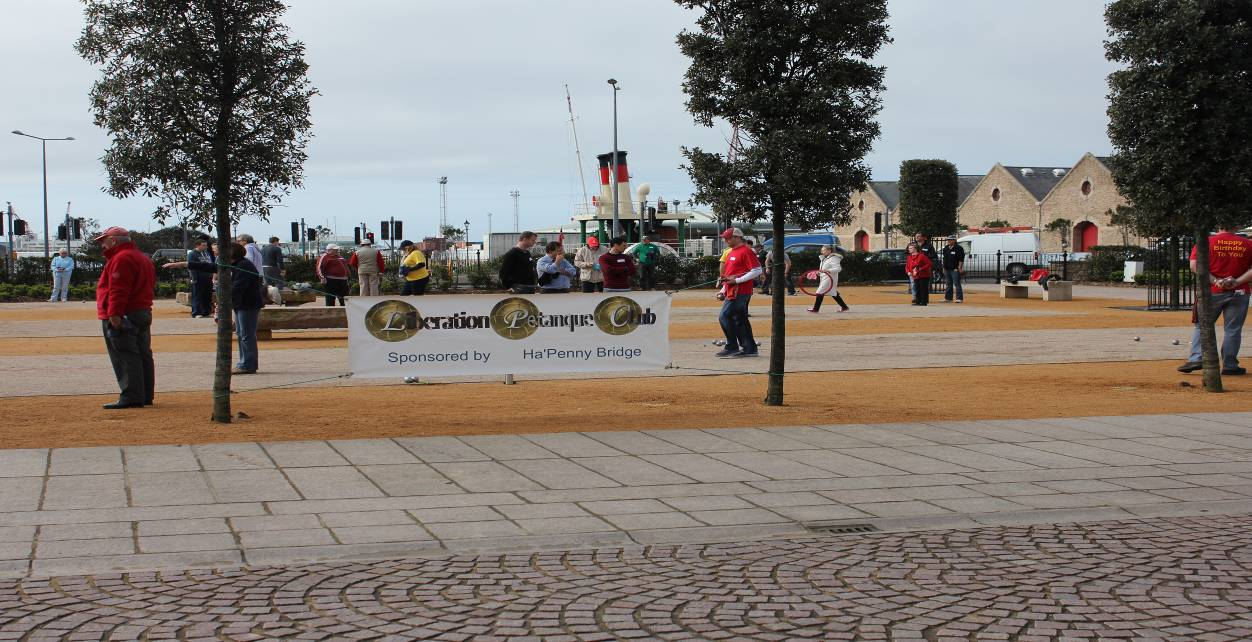 Liberation Petanque Club
Sponsored by Ha'Penny Bridge
Happy
Birthday
To You